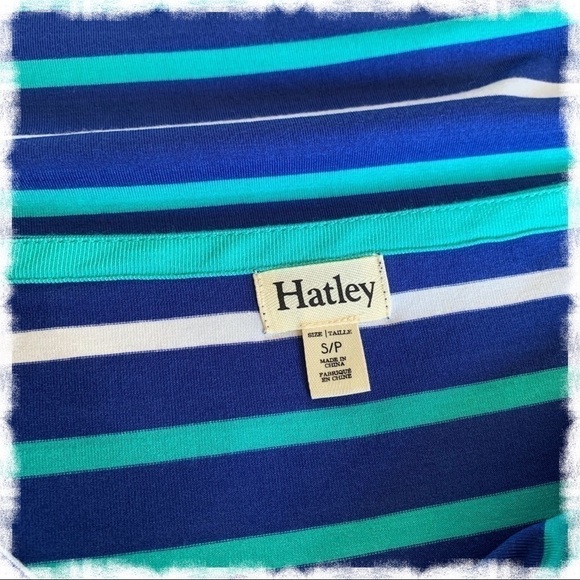 Hatley
SIZE | TAILLE
S/P
MADE IN
CHINA
FABRIQUÉ
EN CHINE